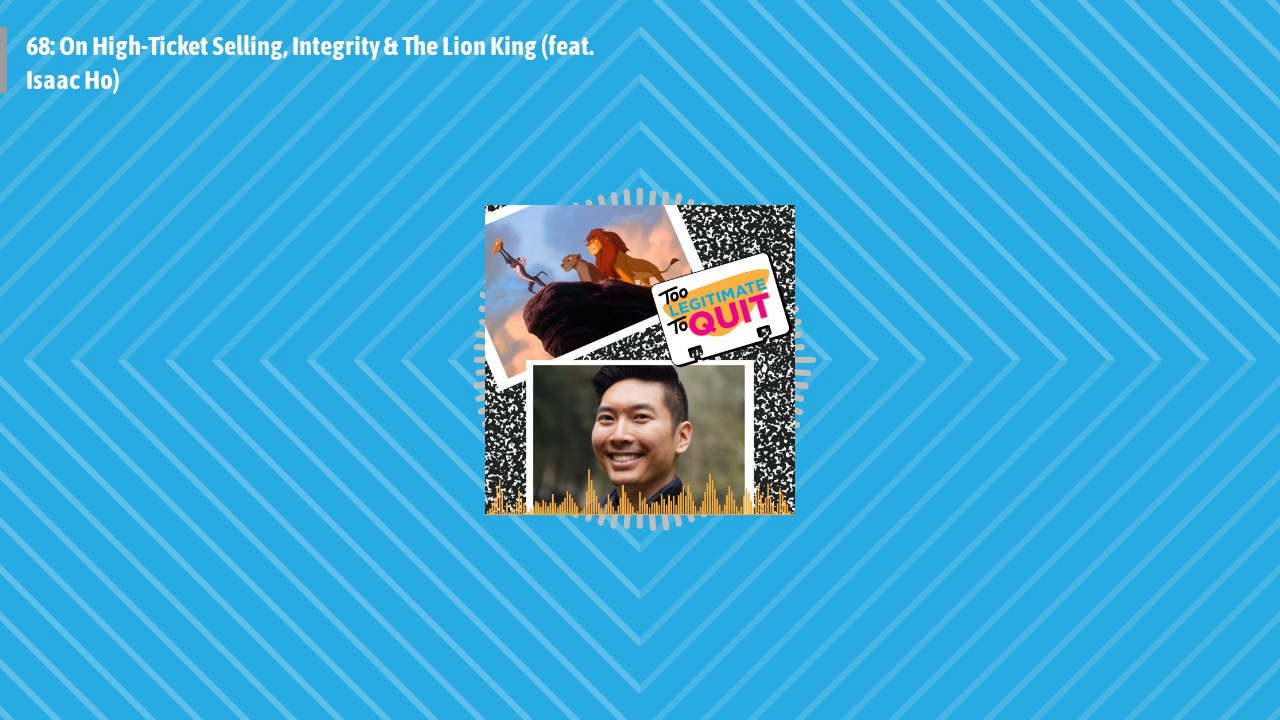 68: On High-Ticket Selling, Integrity & The Lion King (feat.
Isaac Ho)
Too
LEGITIMATE
To QUIT